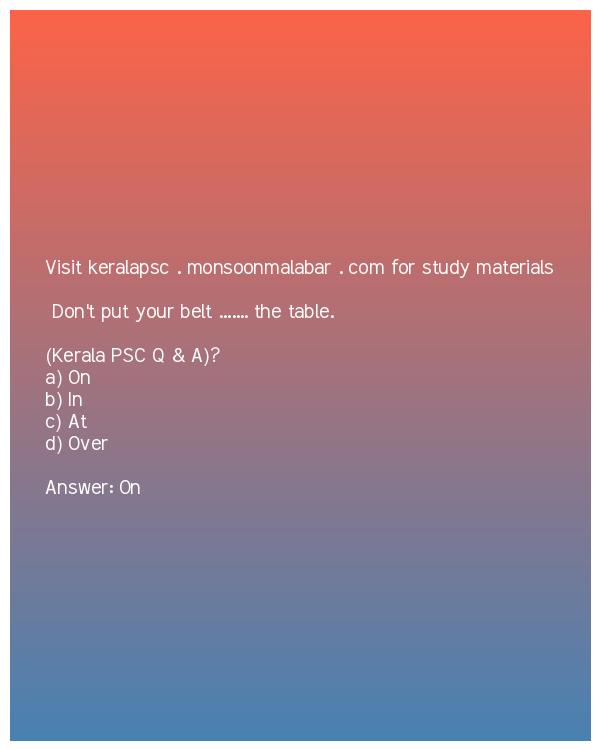 Visit keralapsc . monsoonmalabar . com for study materials
Don't put your belt ....... the table.
(Kerala PSC Q & A)?
a) On
b) In
c) At
d) Over
Answer: On